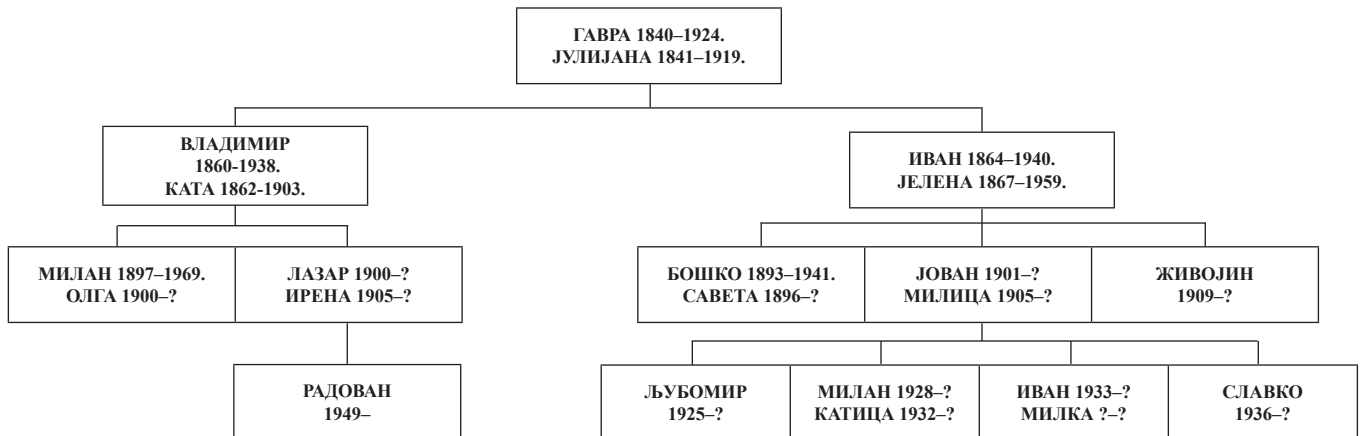 ГАВРА 1840–1924.
ЈУЛИЈАНА 1841–1919.
ВЛАДИМИР
1860-1938.
КАТА 1862-1903.
ИВАН 1864–1940.
ЈЕЛЕНА 1867–1959.
МИЛАН 1897–1969.
ОЛГА 1900–?
ЛАЗАР 1900–?
ИРЕНА 1905–?
БОШКО 1893–1941.
САВЕТА 1896–?
ЈОВАН 1901–?
МИЛИЦА 1905–?
ЖИВОЈИН
1909–?
РАДОВАН
1949–
ЉУБОМИР
1925–?
МИЛАН 1928–?
КАТИЦА 1932–?
ИВАН 1933–?
МИЛКА ?–?
СЛАВКО
1936–?